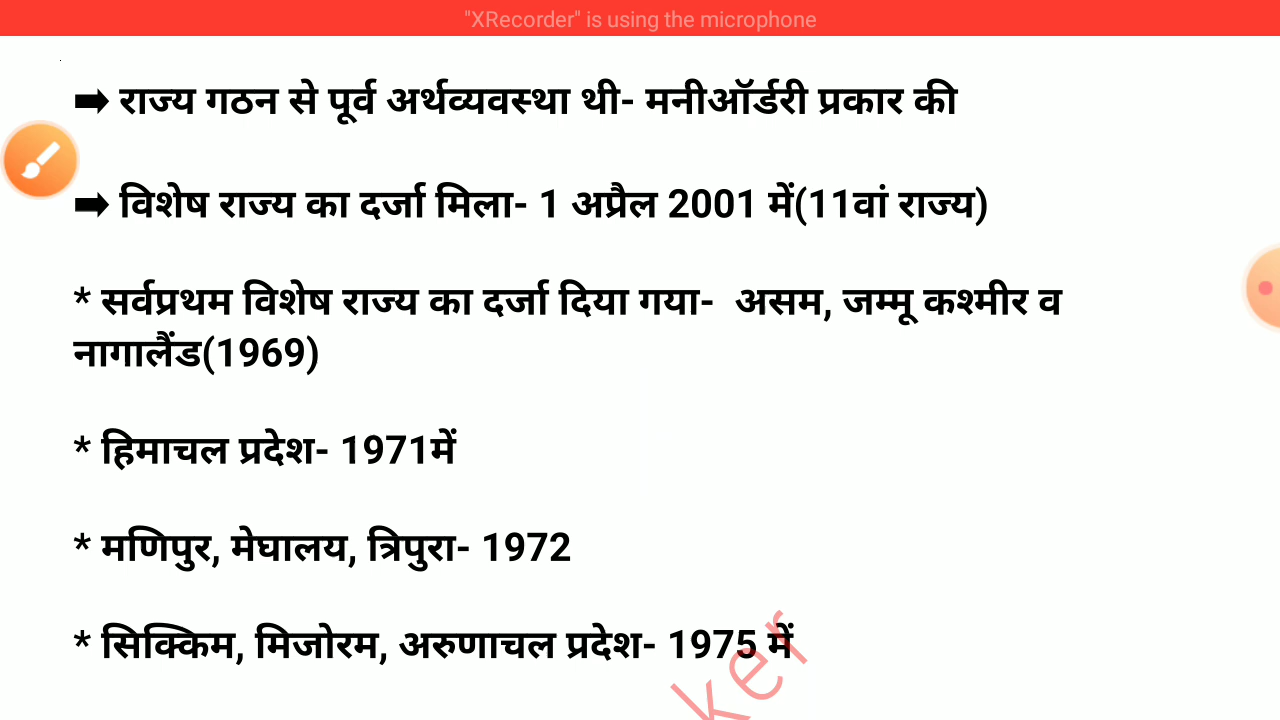 "XRecorder" is using the microphone
➡ राज्य गठन से पूर्व अर्थव्यवस्था थी- मनीऑर्डरी प्रकार की
➡ विशेष राज्य का दर्जा मिला- 1 अप्रैल 2001 में(11वां राज्य)
* सर्वप्रथम विशेष राज्य का दर्जा दिया गया- असम, जम्मू कश्मीर व
नागालैंड(1969)
* हिमाचल प्रदेश- 1971में
* मणिपुर, मेघालय, त्रिपुरा- 1972
* सिक्किम, मिजोरम, अरुणाचल प्रदेश- 1975 में
ker